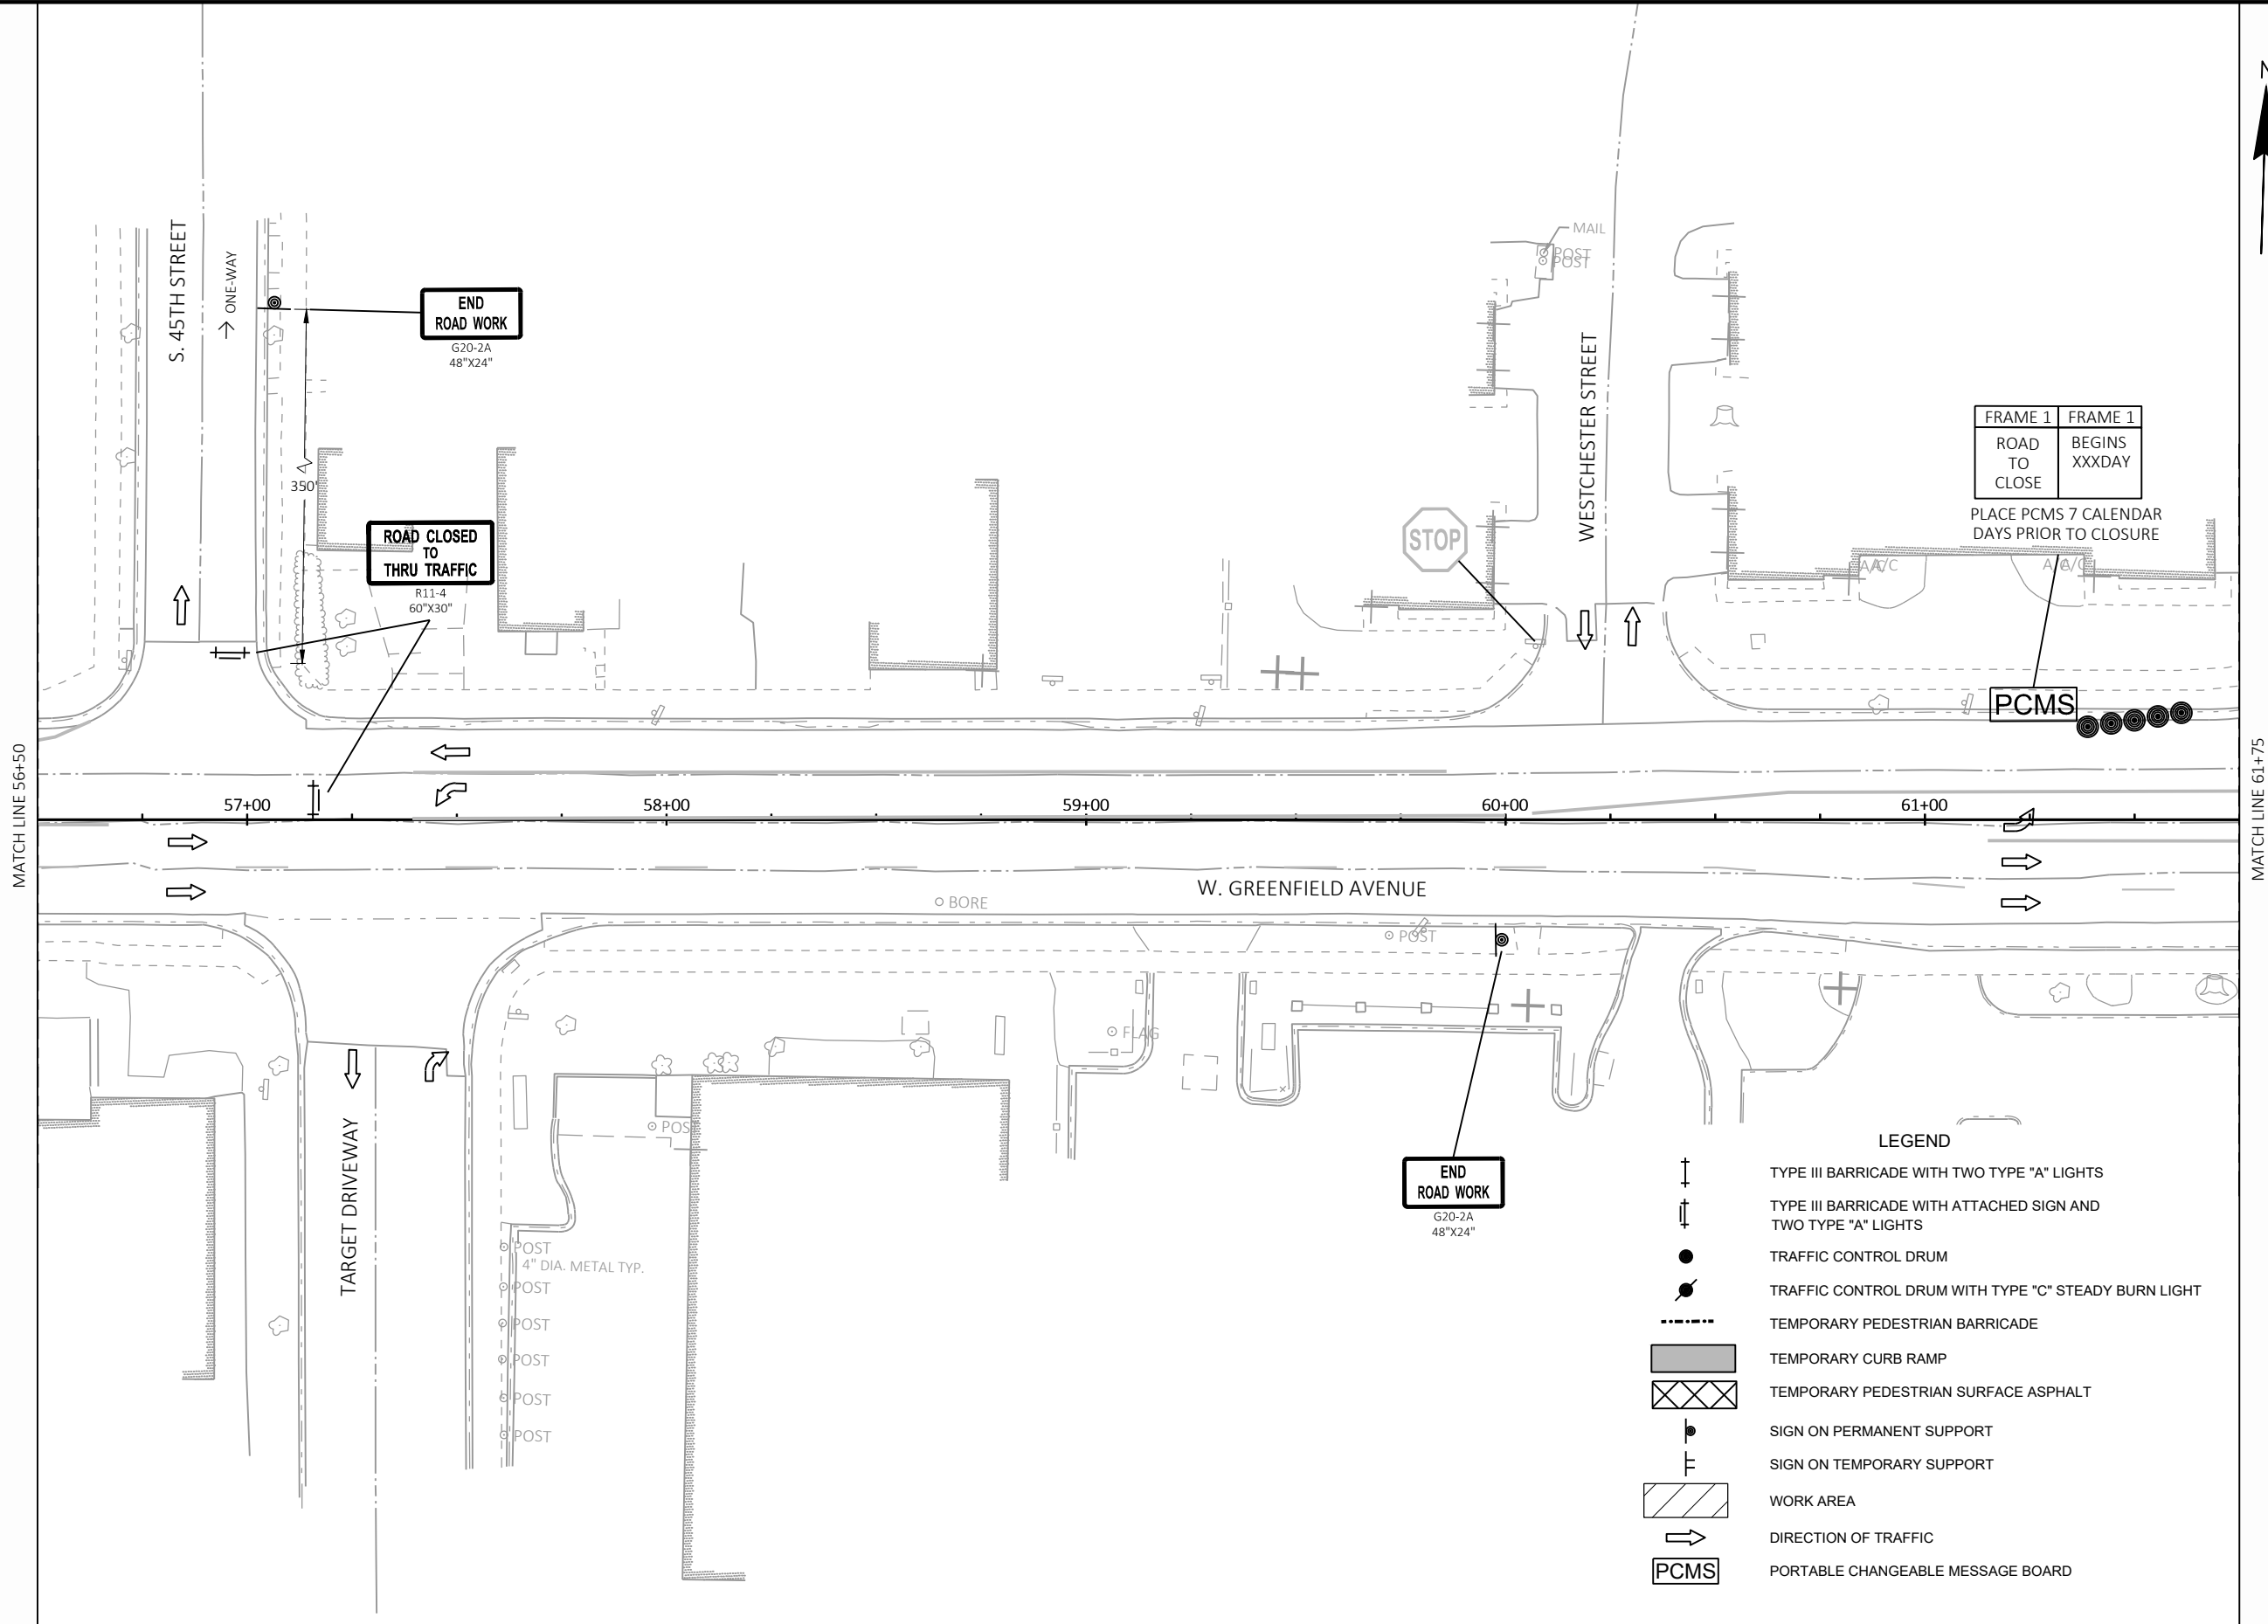 N
MAIL
POST
POST
S. 45TH STREET
ONE-WAY
END
ROAD WORK
G20-2A
48"X24"
350'
ROAD CLOSED
TO
THRU TRAFFIC
R11-4
60"X30"
STOP
WESTCHESTER STREET
FRAME 1 FRAME 1
ROAD BEGINS
TO XXXDAY
CLOSE
PLACE PCMS 7 CALENDAR
DAYS PRIOR TO CLOSURE
A/C
A/C
A/C
A/C
PCMS
MATCH LINE 56+50
MATCH LINE 61+75
57+00 58+00 59+00 60+00 61+00
W. GREENFIELD AVENUE
BORE
POST
FLAG
POST
TARGET DRIVEWAY
END
ROAD WORK
G20-2A
48"X24"
POST
4" DIA. METAL TYP.
POST
POST
POST
POST
POST
LEGEND
TYPE III BARRICADE WITH TWO TYPE "A" LIGHTS
TYPE III BARRICADE WITH ATTACHED SIGN AND
TWO TYPE "A" LIGHTS
TRAFFIC CONTROL DRUM
TRAFFIC CONTROL DRUM WITH TYPE "C" STEADY BURN LIGHT
TEMPORARY PEDESTRIAN BARRICADE
TEMPORARY CURB RAMP
TEMPORARY PEDESTRIAN SURFACE ASPHALT
SIGN ON PERMANENT SUPPORT
SIGN ON TEMPORARY SUPPORT
WORK AREA
DIRECTION OF TRAFFIC
PCMS PORTABLE CHANGEABLE MESSAGE BOARD